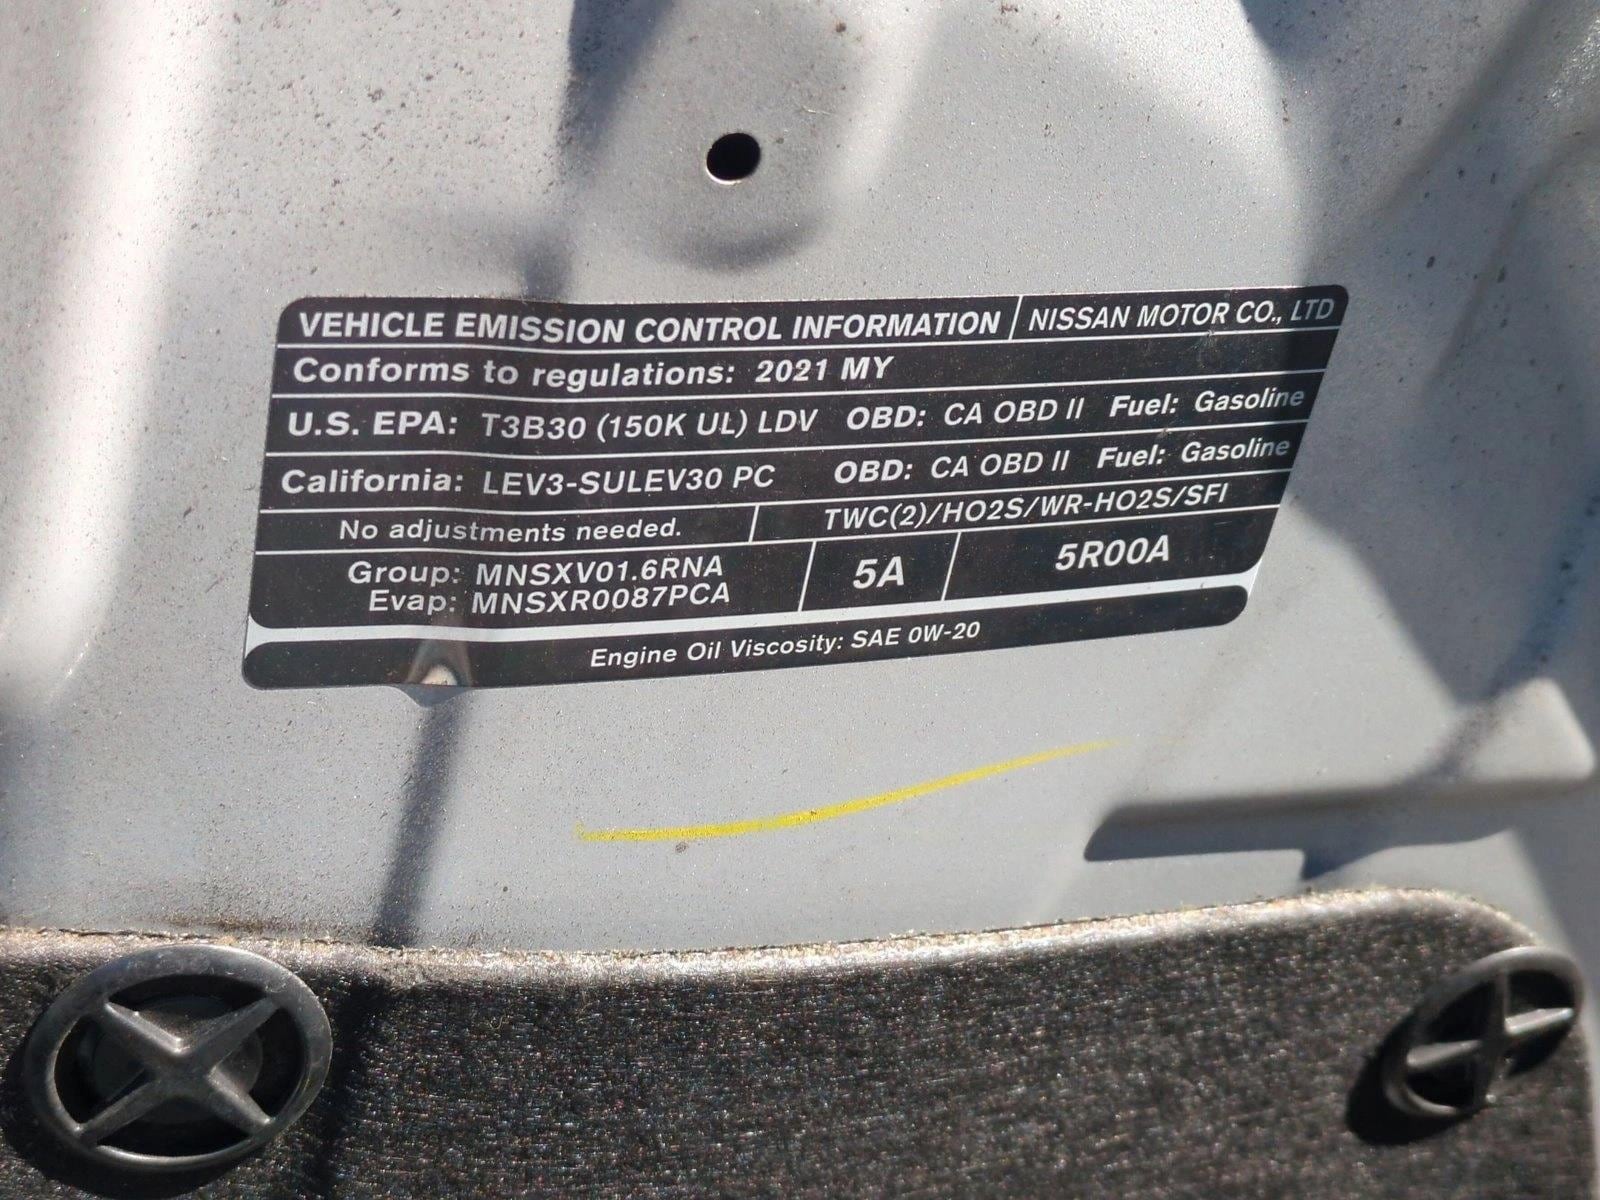 VEHICLE EMISSION CONTROL INFORMATION NISSAN MOTOR CO., LTD
Conforms to regulations: 2021 MY
U.S. EPA: T3B30 (150K UL) LDV OBD: CA OBD II Fuel: Gasoline
California: LEV3-SULEV30 PC OBD: CA OBD II Fuel: Gasoline
No adjustments needed. TWC(2)/HO2S/WR-HO2S/SFI
Group: MNSXV01.6RNA 5A 5R00A
Evap: MNSXR0087PCA
Engine Oil Viscosity: SAE 0W-20